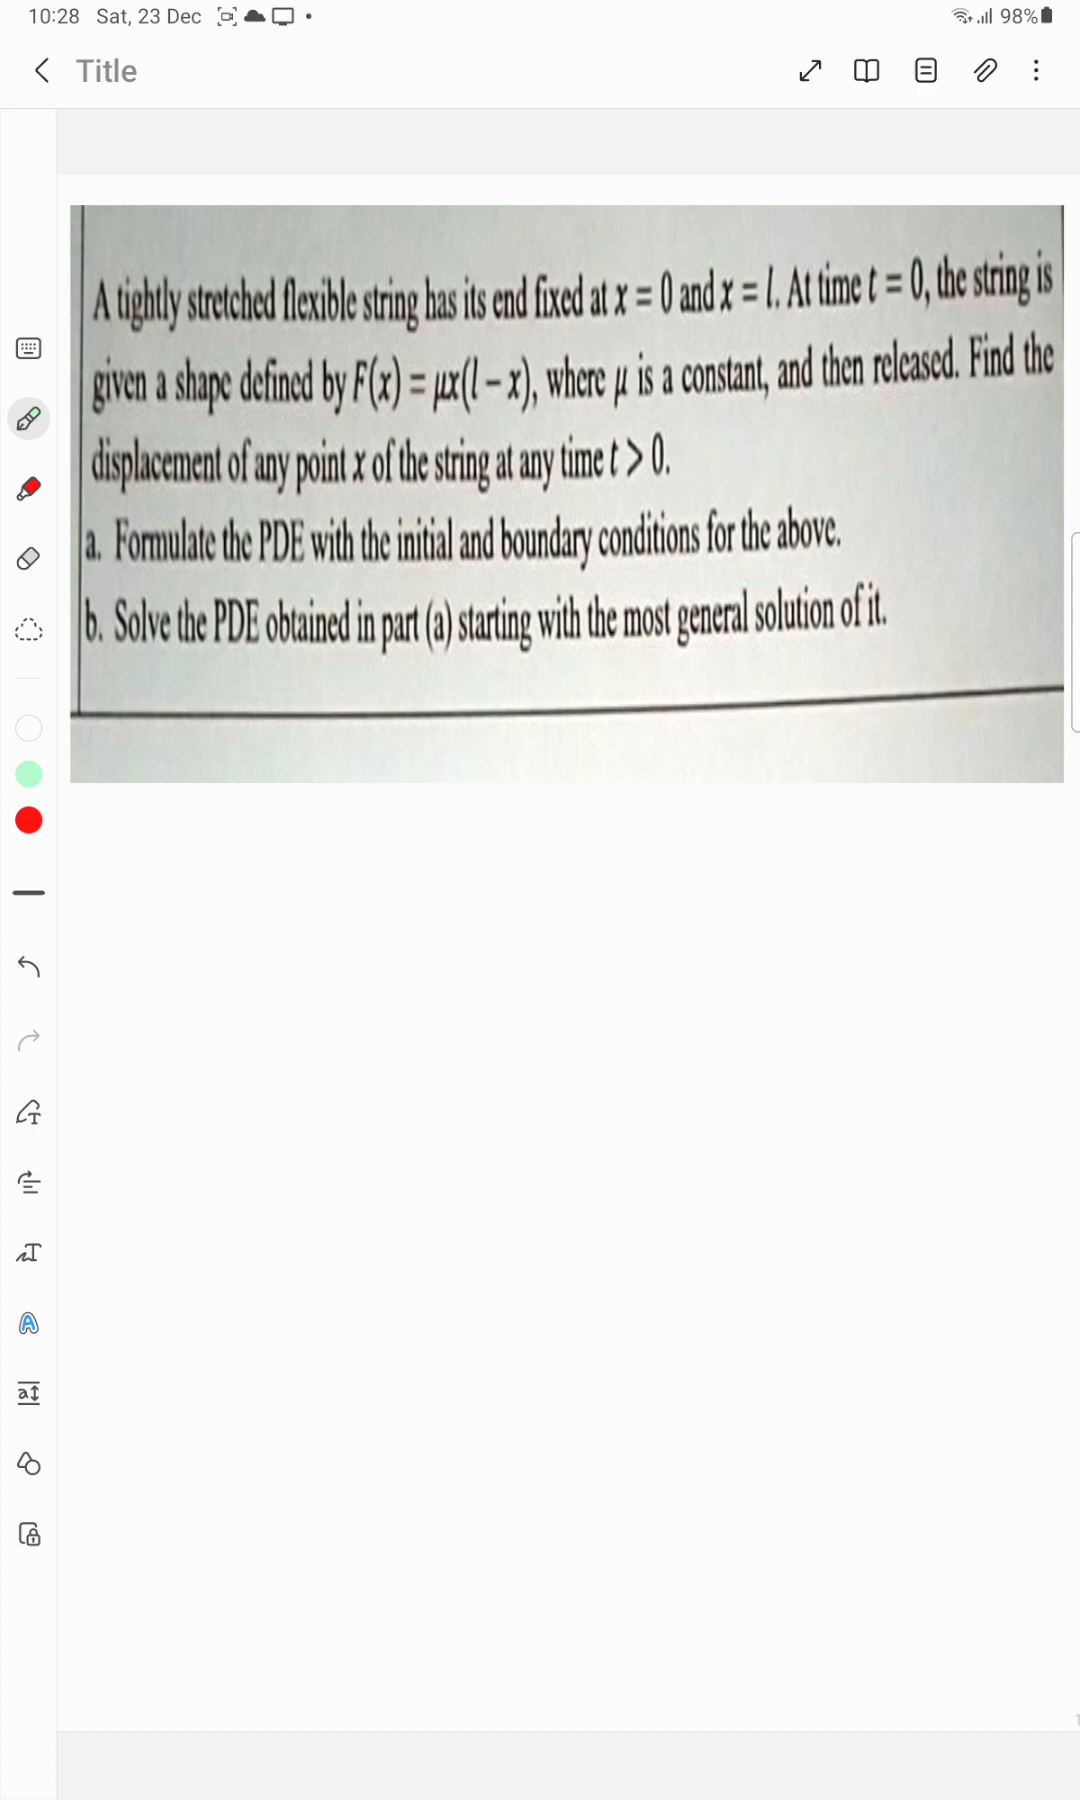 10:28 Sat, 23 Dec 98%
Title
A tightly stretched flexible string has its end fixed at x = 0 and x = l. At time t = 0, the string is
given a shape defined by F(x) = μx(l – x), where μ is a constant, and then released. Find the
displacement of any point x of the string at any time t > 0.
a. Formulate the PDE with the initial and boundary conditions for the above.
b. Solve the PDE obtained in part (a) starting with the most general solution of it.
1